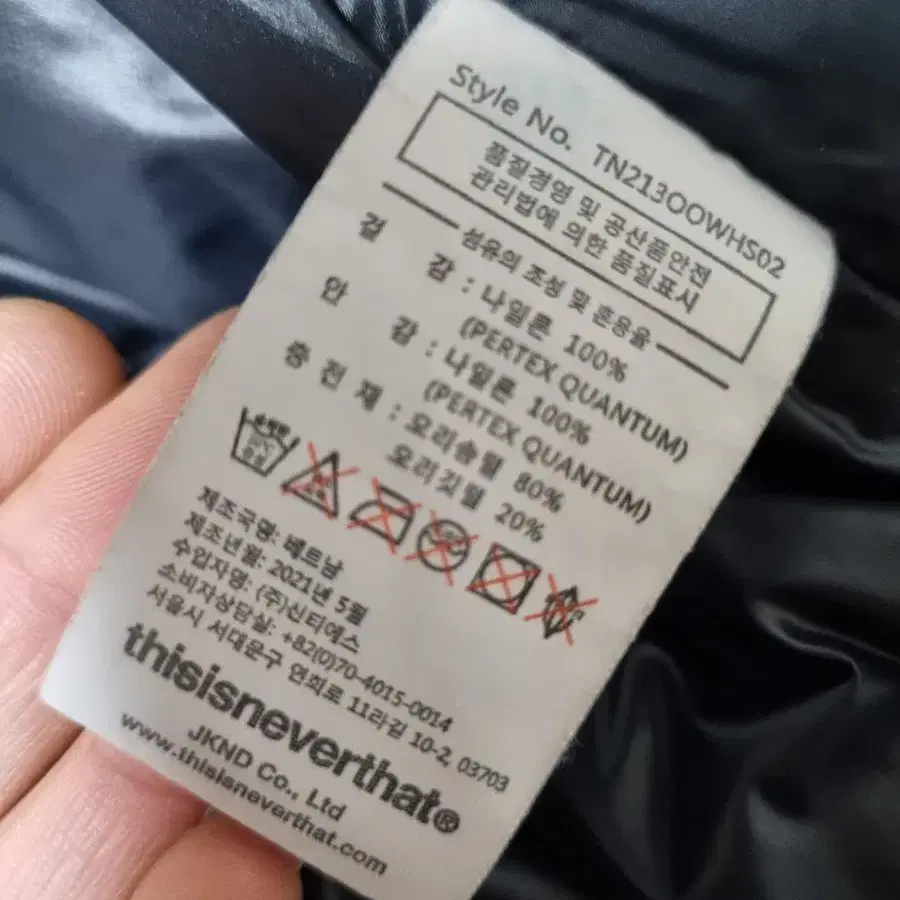 Style No. TN213OOWHS02
품질경영 및 공산품안전
관리법에 의한 품질표시
섬유의 조성 및 혼용율
겉 감 : 나일론 100%
(PERTEX QUANTUM)
안 감 : 나일론 100%
(PERTEX QUANTUM)
충 전 재 : 오리솜털 80%
오리깃털 20%
제조국명: 베트남
제조년월: 2021년 5월
수입자명: (주)신티에스
소비자상담실: +82(0)70-4015-0014
서울시 서대문구 연희로 11라길 10-2, 03703
thisisneverthat®
JKND Co., Ltd
www.thisisneverthat.com